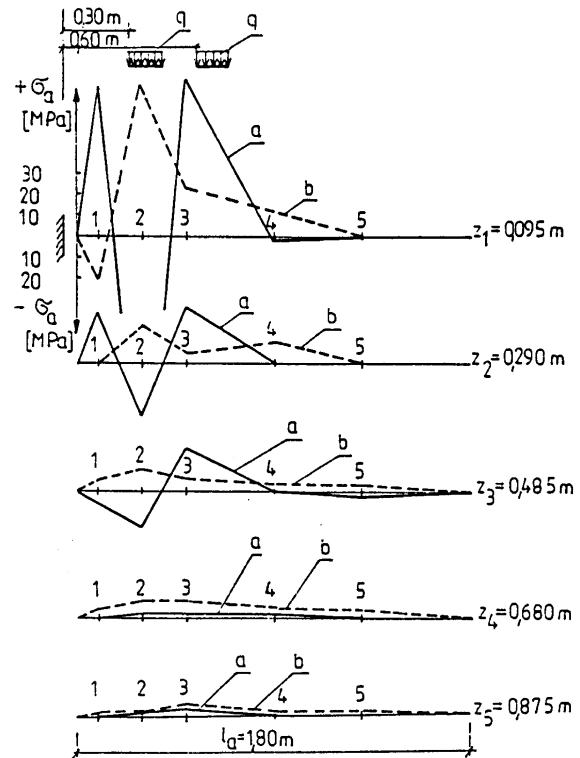 0,30 m
0,60 m
q
q
+ σa
[MPa]
a
30
20
10
b
1 2 3 4 5
z1 = 0,095 m
10
20
- σa
[MPa]
a
b
1 2 3 4 5
z2 = 0,290 m
a
b
1 2 3 4 5
z3 = 0,485 m
a
b
1 2 3 4 5
z4 = 0,680 m
a
b
1 2 3 4 5
z5 = 0,875 m
la = 1,80 m